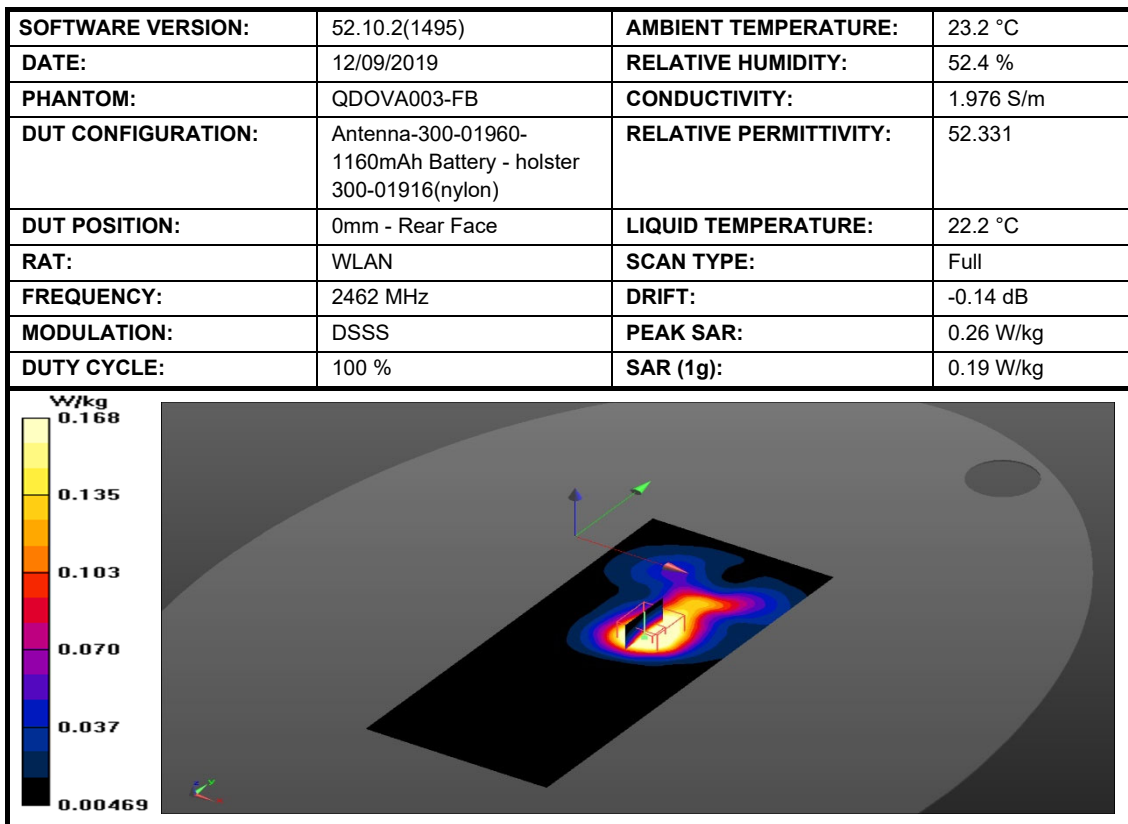 SOFTWARE VERSION: 52.10.2(1495) AMBIENT TEMPERATURE: 23.2 °C
DATE: 12/09/2019 RELATIVE HUMIDITY: 52.4 %
PHANTOM: QDOVA003-FB CONDUCTIVITY: 1.976 S/m
DUT CONFIGURATION: Antenna-300-01960- RELATIVE PERMITTIVITY: 52.331
1160mAh Battery - holster
300-01916(nylon)
DUT POSITION: 0mm - Rear Face LIQUID TEMPERATURE: 22.2 °C
RAT: WLAN SCAN TYPE: Full
FREQUENCY: 2462 MHz DRIFT: -0.14 dB
MODULATION: DSSS PEAK SAR: 0.26 W/kg
DUTY CYCLE: 100 % SAR (1g): 0.19 W/kg
W/kg
0.168
0.135
0.103
0.070
0.037
0.00469